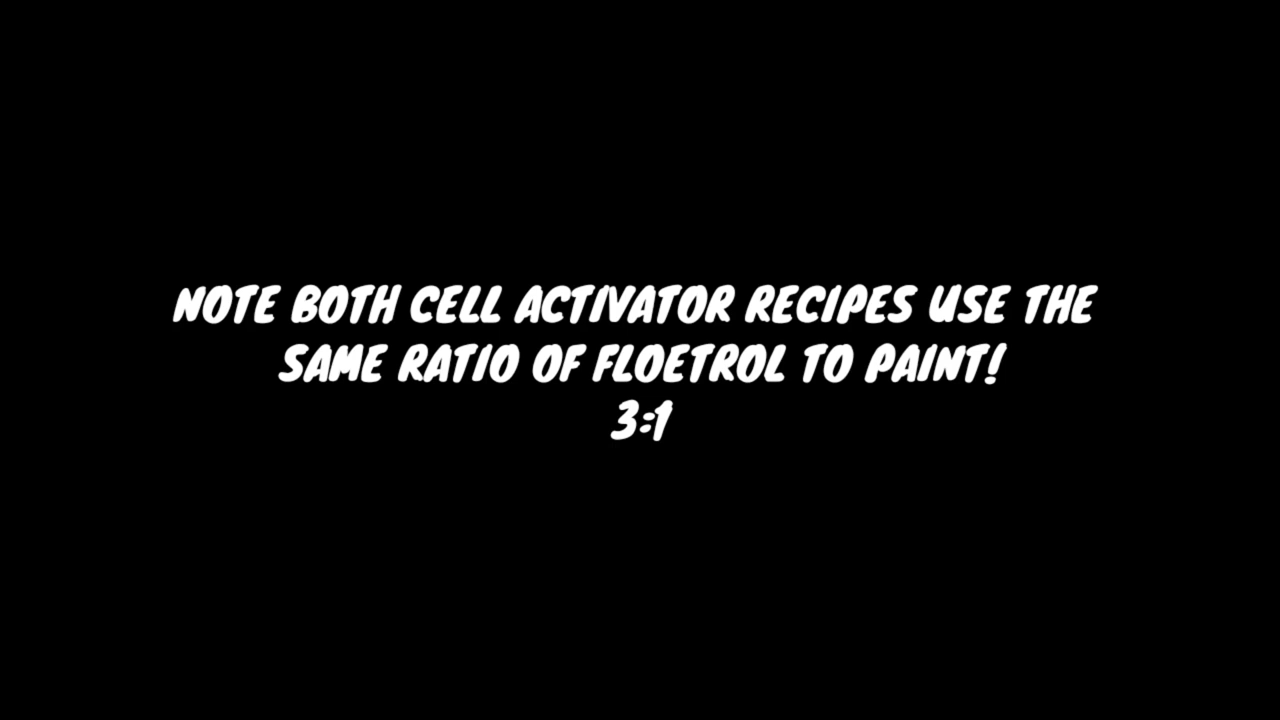 NOTE BOTH CELL ACTIVATOR RECIPES USE THE
SAME RATIO OF FLOETROL TO PAINT!
3:1